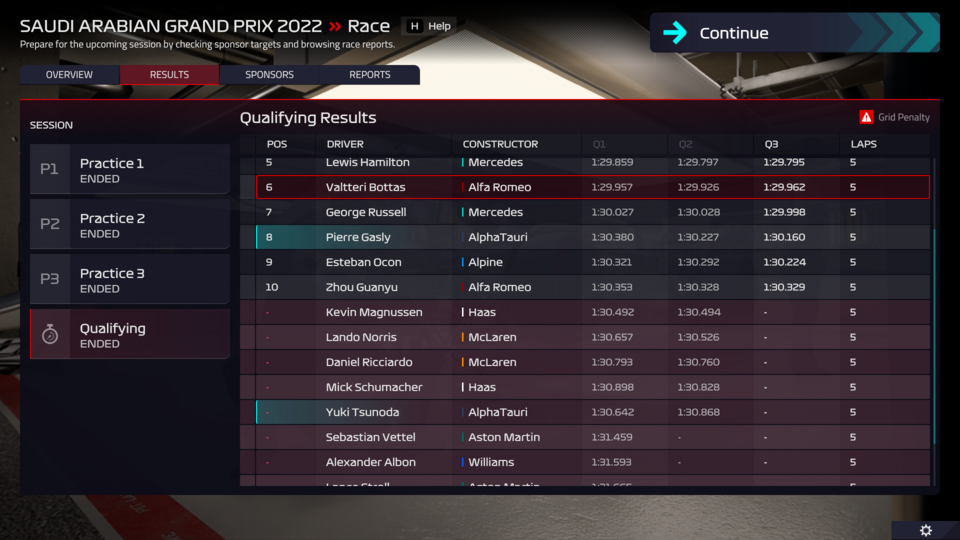 SAUDI ARABIAN GRAND PRIX 2022 » Race H Help
Prepare for the upcoming session by checking sponsor targets and browsing race reports.
Continue
OVERVIEW RESULTS SPONSORS REPORTS
SESSION
P1 Practice 1
ENDED
P2 Practice 2
ENDED
P3 Practice 3
ENDED
Qualifying
ENDED
Qualifying Results
Grid Penalty
POS DRIVER CONSTRUCTOR Q1 Q2 Q3 LAPS
5 Lewis Hamilton Mercedes 1:29.859 1:29.797 1:29.795 5
6 Valtteri Bottas Alfa Romeo 1:29.957 1:29.926 1:29.962 5
7 George Russell Mercedes 1:30.027 1:30.028 1:29.998 5
8 Pierre Gasly AlphaTauri 1:30.380 1:30.227 1:30.160 5
9 Esteban Ocon Alpine 1:30.321 1:30.292 1:30.224 5
10 Zhou Guanyu Alfa Romeo 1:30.353 1:30.328 1:30.329 5
- Kevin Magnussen Haas 1:30.492 1:30.494 - 5
- Lando Norris McLaren 1:30.657 1:30.526 - 5
- Daniel Ricciardo McLaren 1:30.793 1:30.760 - 5
- Mick Schumacher Haas 1:30.898 1:30.828 - 5
- Yuki Tsunoda AlphaTauri 1:30.642 1:30.868 - 5
- Sebastian Vettel Aston Martin 1:31.459 - - 5
- Alexander Albon Williams 1:31.593 - - 5
Lance Stroll Aston Martin